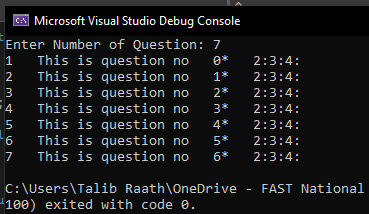 Microsoft Visual Studio Debug Console
Enter Number of Question: 7
1   This is question no   0*   2:3:4:
2   This is question no   1*   2:3:4:
3   This is question no   2*   2:3:4:
4   This is question no   3*   2:3:4:
5   This is question no   4*   2:3:4:
6   This is question no   5*   2:3:4:
7   This is question no   6*   2:3:4:
C:\Users\Talib Raath\OneDrive - FAST National
100) exited with code 0.